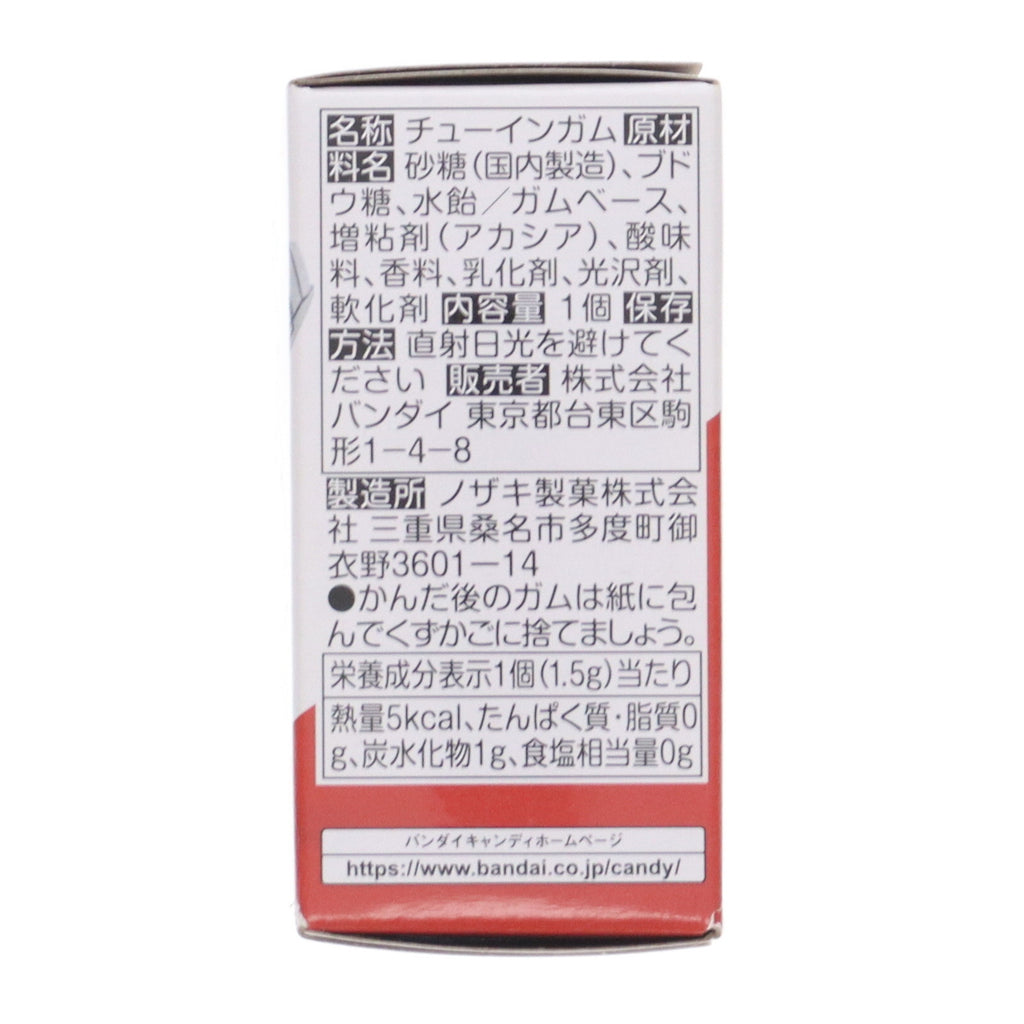 名称 チューインガム 原材
料名 砂糖(国内製造)、ブド
ウ糖、水飴／ガムベース、
増粘剤(アカシア)、酸味
料、香料、乳化剤、光沢剤、
軟化剤 内容量 1個 保存
方法 直射日光を避けてく
ださい 販売者 株式会社
バンダイ 東京都台東区駒
形1－4－8
製造所 ノザキ製菓株式会
社 三重県桑名市多度町御
衣野3601－14
●かんだ後のガムは紙に包
んでくずかごに捨てましょう。
栄養成分表示1個(1.5g)当たり
熱量5kcal、たんぱく質・脂質0
g、炭水化物1g、食塩相当量0g
バンダイキャンディホームページ
https://www.bandai.co.jp/candy/